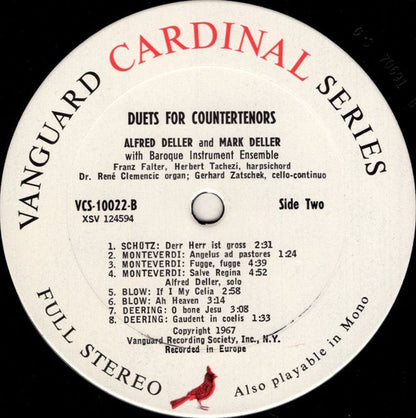 VANGUARD CARDINAL SERIES
DUETS FOR COUNTERTENORS
ALFRED DELLER and MARK DELLER
with Baroque Instrument Ensemble
Franz Falter, Herbert Tachezi, harpsichord
Dr. René Clemencic organ; Gerhard Zatschek, cello-continuo
VCS-10022-B Side Two
XSV 124594
1. SCHÜTZ: Derr Herr ist gross 2:31
2. MONTEVERDI: Angelus ad pastores 1:24
3. MONTEVERDI: Fugge, fugge 4:39
4. MONTEVERDI: Salve Regina 4:52
Alfred Deller, solo
5. BLOW: If I My Celia 2:58
6. BLOW: Ah Heaven 3:14
7. DEERING: O bone Jesu 3:08
8. DEERING: Gaudent in coelis 1:33
Copyright 1967
Vanguard Recording Society, Inc., N.Y.
Recorded in Europe
FULL STEREO Also playable in Mono